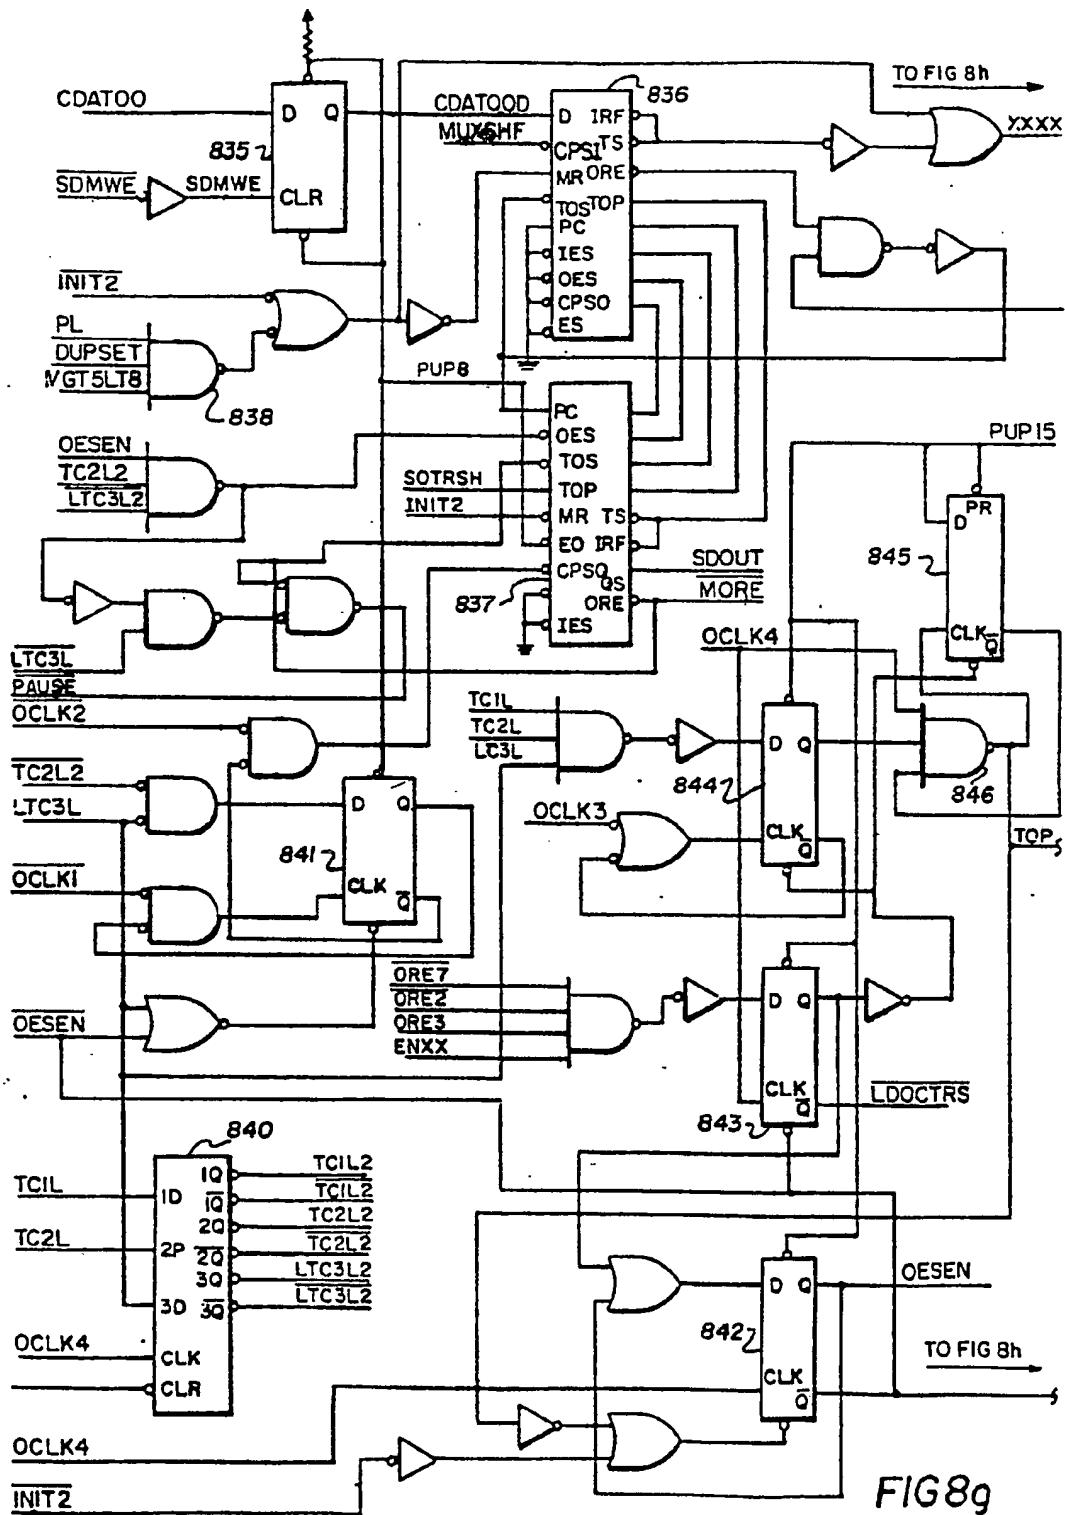 TO FIG 8h
836
CDATOO
D Q
CDATOOD
D IRF
YXXX
835
MUXSHF
CPSI TS
MR ORE
SDMWE
SDMWE
CLR
TOS TOP
PC
IES
OES
CPSO
ES
INIT2
PL
DUPSET
838
PUP8
PC
OES
TOS
TOP
MR TS
EO IRF
CPSO QS
ORE
IES
837
OESEN
TC2L2
LTC3L2
SOTRSH
INIT2
SDOUT
MORE
PUP15
PR
D
845
CLK Q
OCLK4
LTC3L
PAUSE
OCLK2
TC1L
TC2L
LC3L
D Q
844
CLK
Q
846
TC2L2
LTC3L
D Q
841
CLK
Q
OCLK3
TOP
OCLK1
ORE7
ORE2
ORE3
ENXX
D Q
CLK
Q
843
LDOCTRS
OESEN
840
TC1L
1D
1Q TC1L2
1Q TC1L2
TC2L
2P
2Q TC2L2
2Q TC2L2
3Q LTC3L2
3D
3Q LTC3L2
OCLK4
CLK
CLR
D Q
OESEN
842
CLK
Q
TO FIG 8h
OCLK4
INIT2
FIG 8g